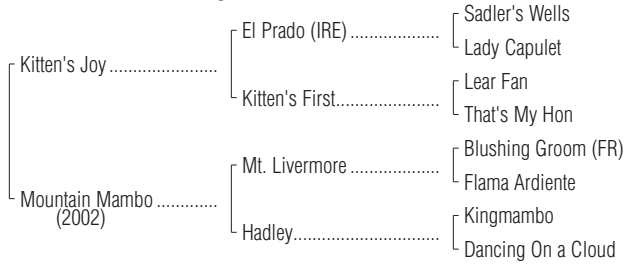 Sadler's Wells
El Prado (IRE) ...................
Lady Capulet
Kitten's Joy .......................
Lear Fan
Kitten's First......................
That's My Hon
Blushing Groom (FR)
Mt. Livermore ...................
Flama Ardiente
Mountain Mambo .............
(2002)
Kingmambo
Hadley...............................
Dancing On a Cloud